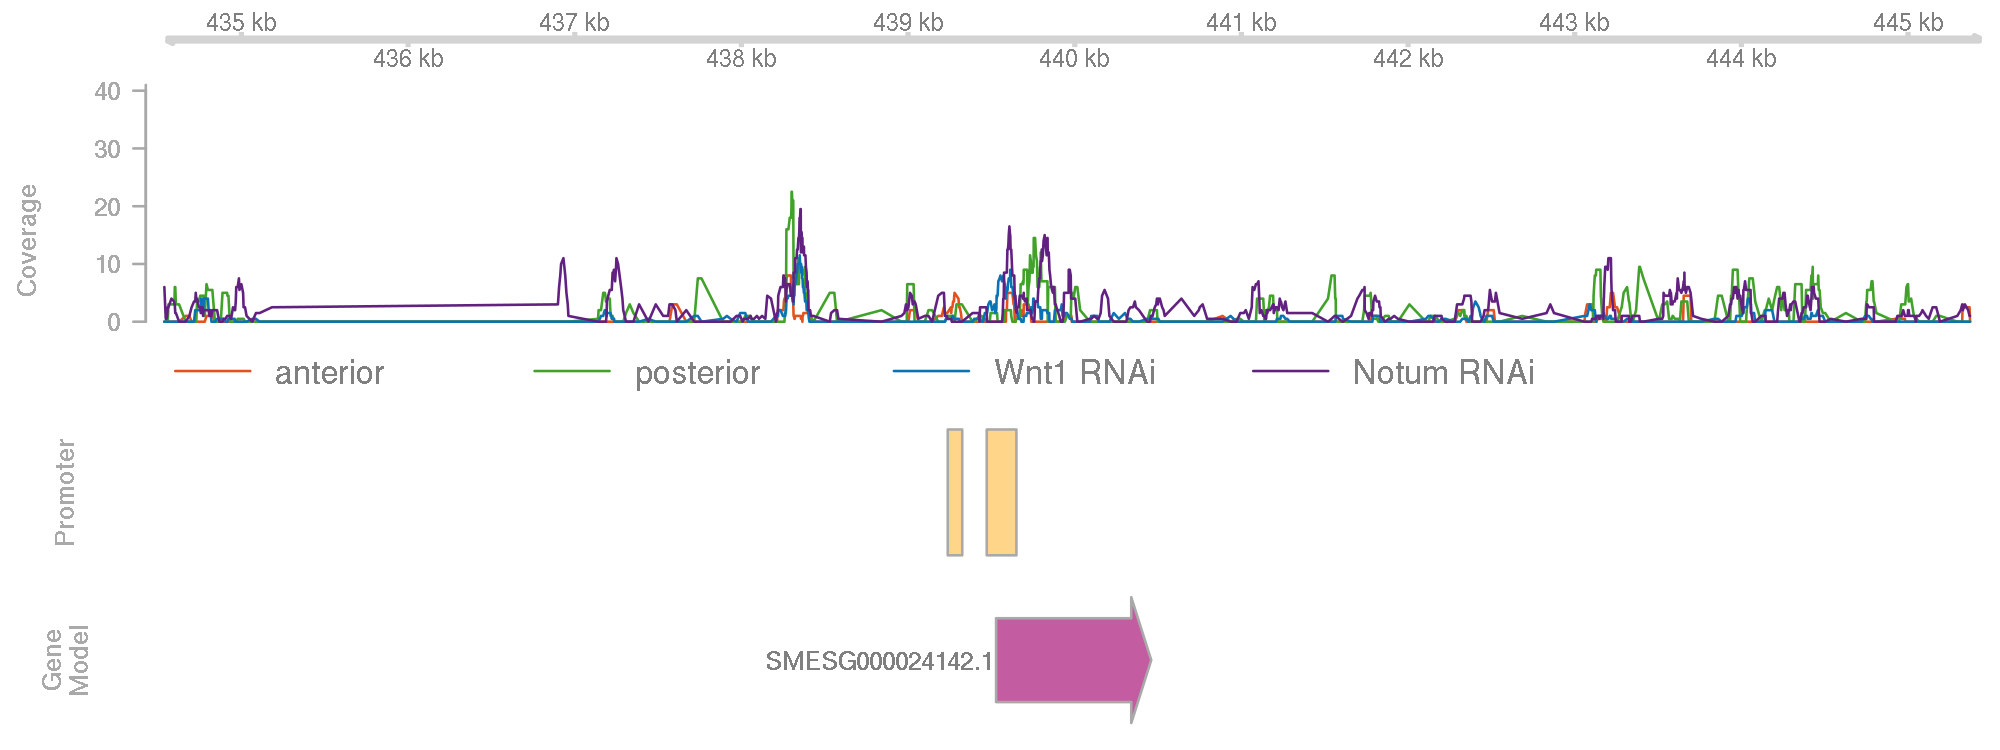 435 kb 437 kb 439 kb 441 kb 443 kb 445 kb
436 kb 438 kb 440 kb 442 kb 444 kb
40
30
20
10
0
Coverage
anterior posterior Wnt1 RNAi Notum RNAi
Promoter
Gene
Model
SMESG000024142.1